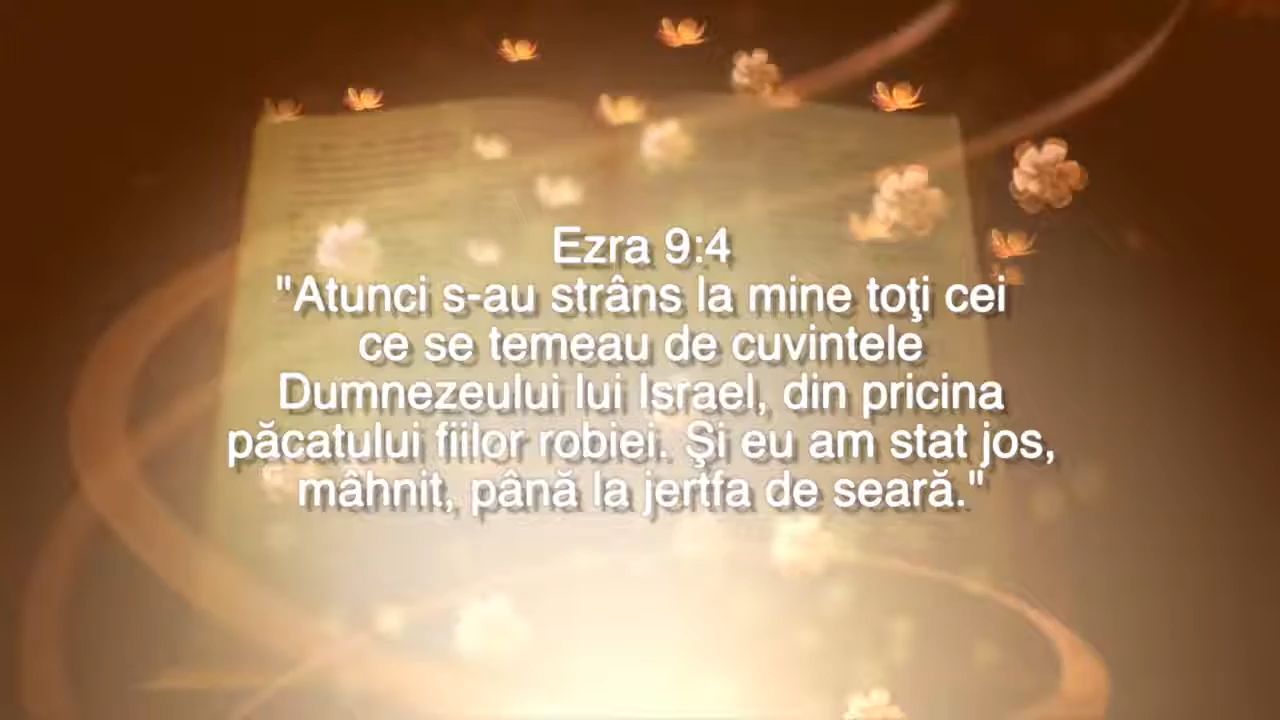 Ezra 9:4
"Atunci s-au strâns la mine toţi cei
ce se temeau de cuvintele
Dumnezeului lui Israel, din pricina
păcatului fiilor robiei. Şi eu am stat jos,
mâhnit, până la jertfa de seară."